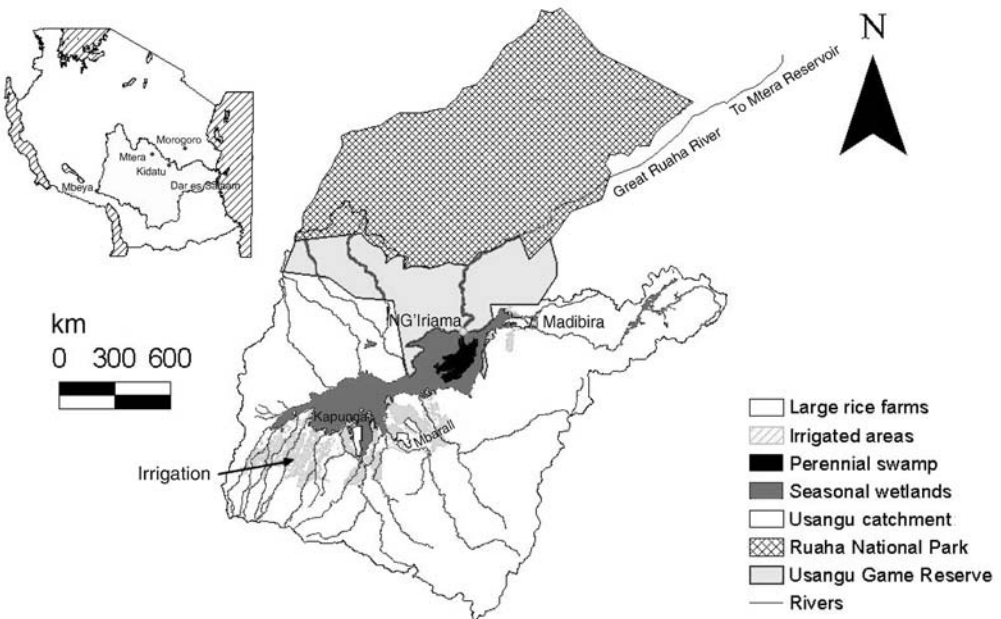 N
To Mtera Reservoir
Great Ruaha River
Morogoro
Mtera
Kidatu
Mbeya
Dar es Salaam
km
0 300 600
NG'Iriama
Madibira
Kapunga
Mbarali
Irrigation
Large rice farms
Irrigated areas
Perennial swamp
Seasonal wetlands
Usangu catchment
Ruaha National Park
Usangu Game Reserve
Rivers